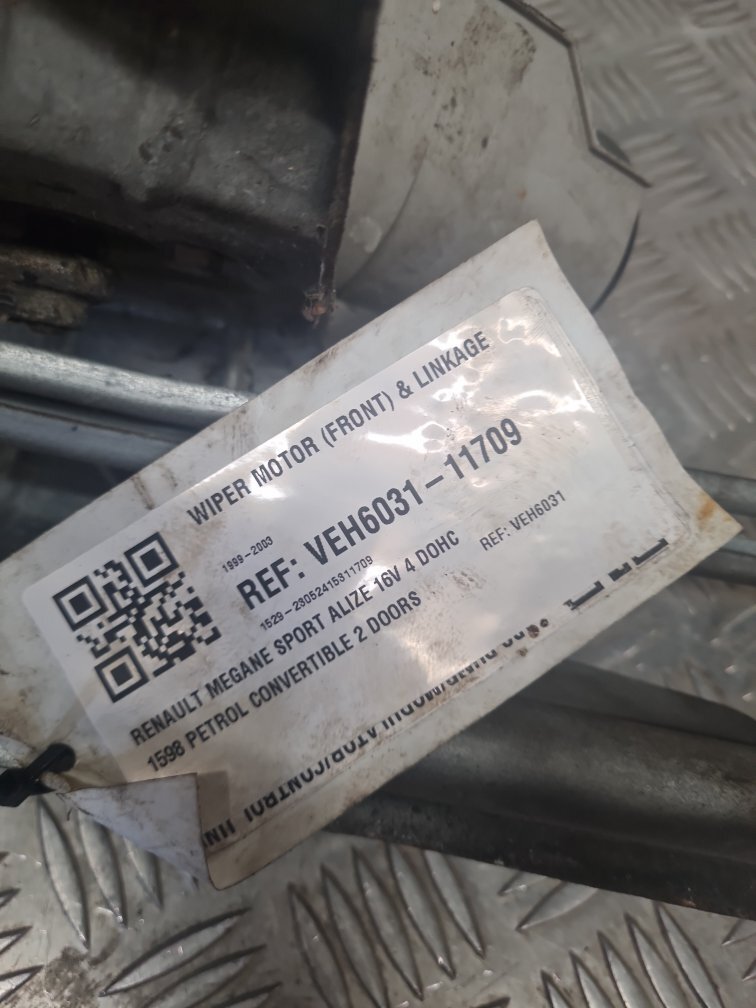 WIPER MOTOR (FRONT) & LINKAGE
1999-2003
REF: VEH6031-11709
1529-23052415311709
RENAULT MEGANE SPORT ALIZE 16V 4 DOHC
REF: VEH6031
1598 PETROL CONVERTIBLE 2 DOORS